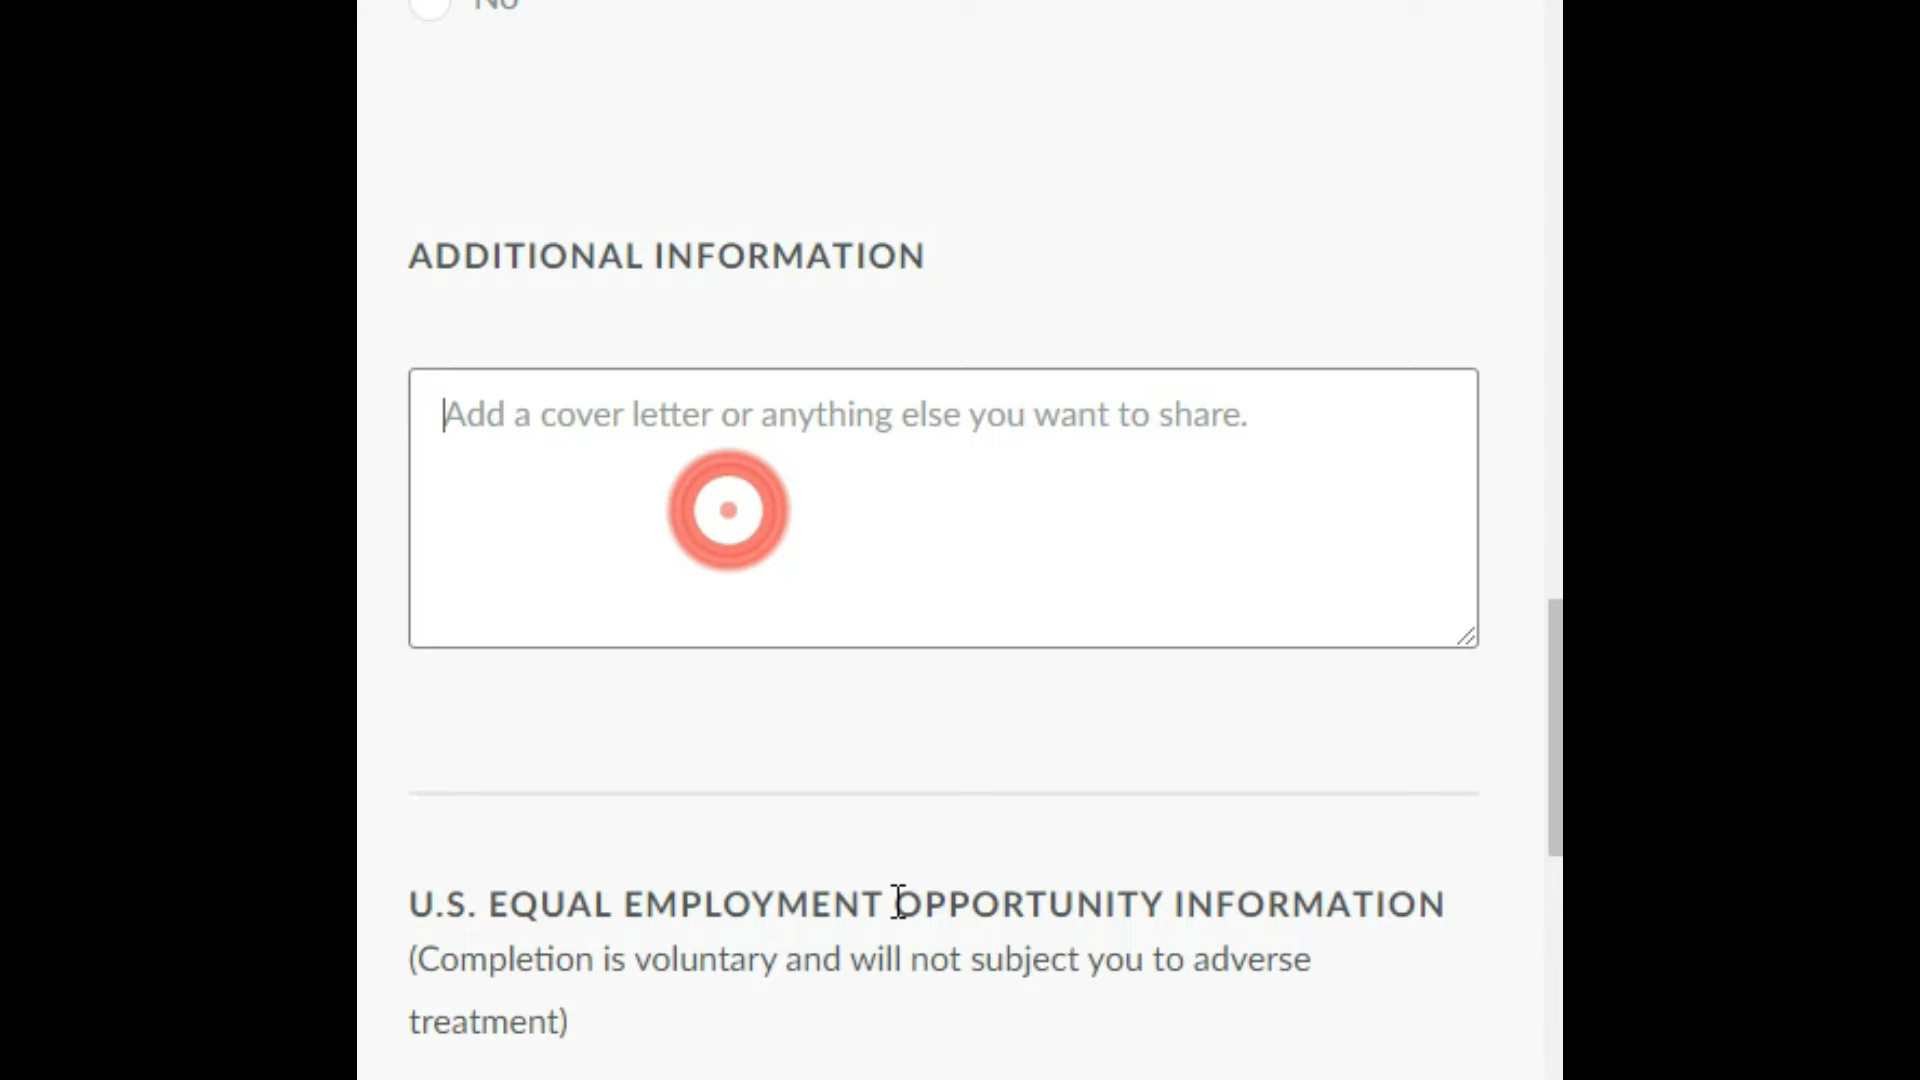 No
ADDITIONAL INFORMATION
Add a cover letter or anything else you want to share.
U.S. EQUAL EMPLOYMENT OPPORTUNITY INFORMATION
(Completion is voluntary and will not subject you to adverse
treatment)